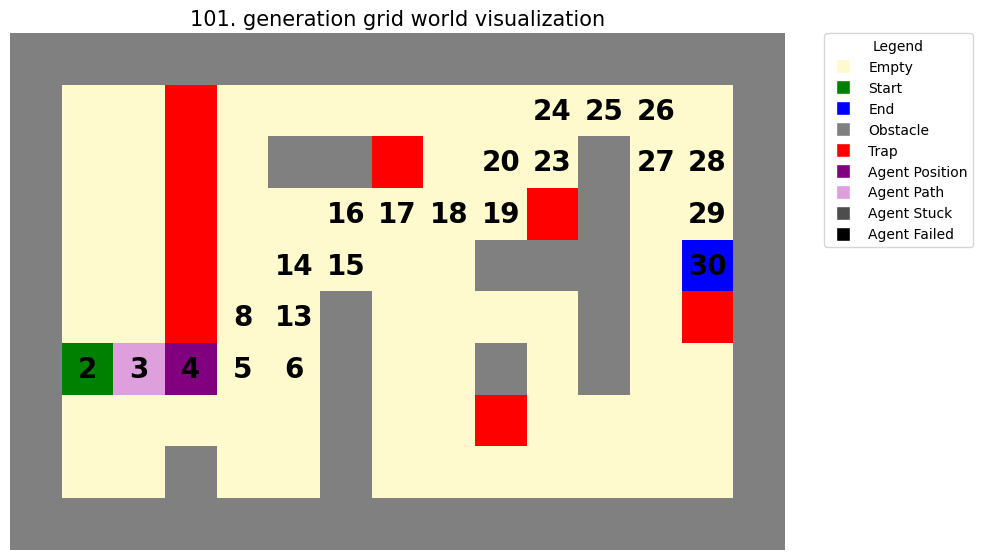 101. generation grid world visualization
24 25 26
20 23 27 28
16 17 18 19 29
14 15 30
8 13
2 3 4 5 6
Legend
Empty
Start
End
Obstacle
Trap
Agent Position
Agent Path
Agent Stuck
Agent Failed